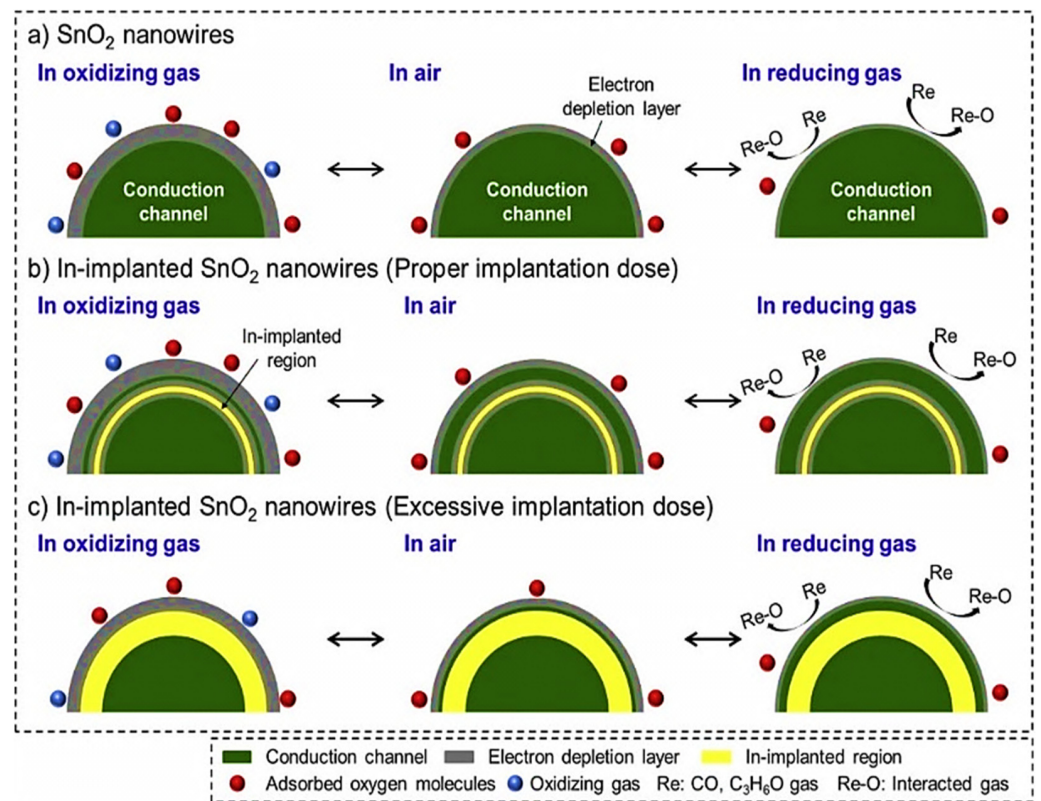 a) SnO₂ nanowires
In oxidizing gas
In air
In reducing gas
Electron
depletion layer
Re
Re-O
Re
Re-O
Conduction
channel
Conduction
channel
Conduction
channel
b) In-implanted SnO₂ nanowires (Proper implantation dose)
In oxidizing gas
In air
In reducing gas
In-implanted
region
Re
Re-O
Re
Re-O
c) In-implanted SnO₂ nanowires (Excessive implantation dose)
In oxidizing gas
In air
In reducing gas
Re
Re-O
Re
Re-O
Conduction channel
Electron depletion layer
In-implanted region
Adsorbed oxygen molecules
Oxidizing gas
Re: CO, C₃H₆O gas
Re-O: Interacted gas